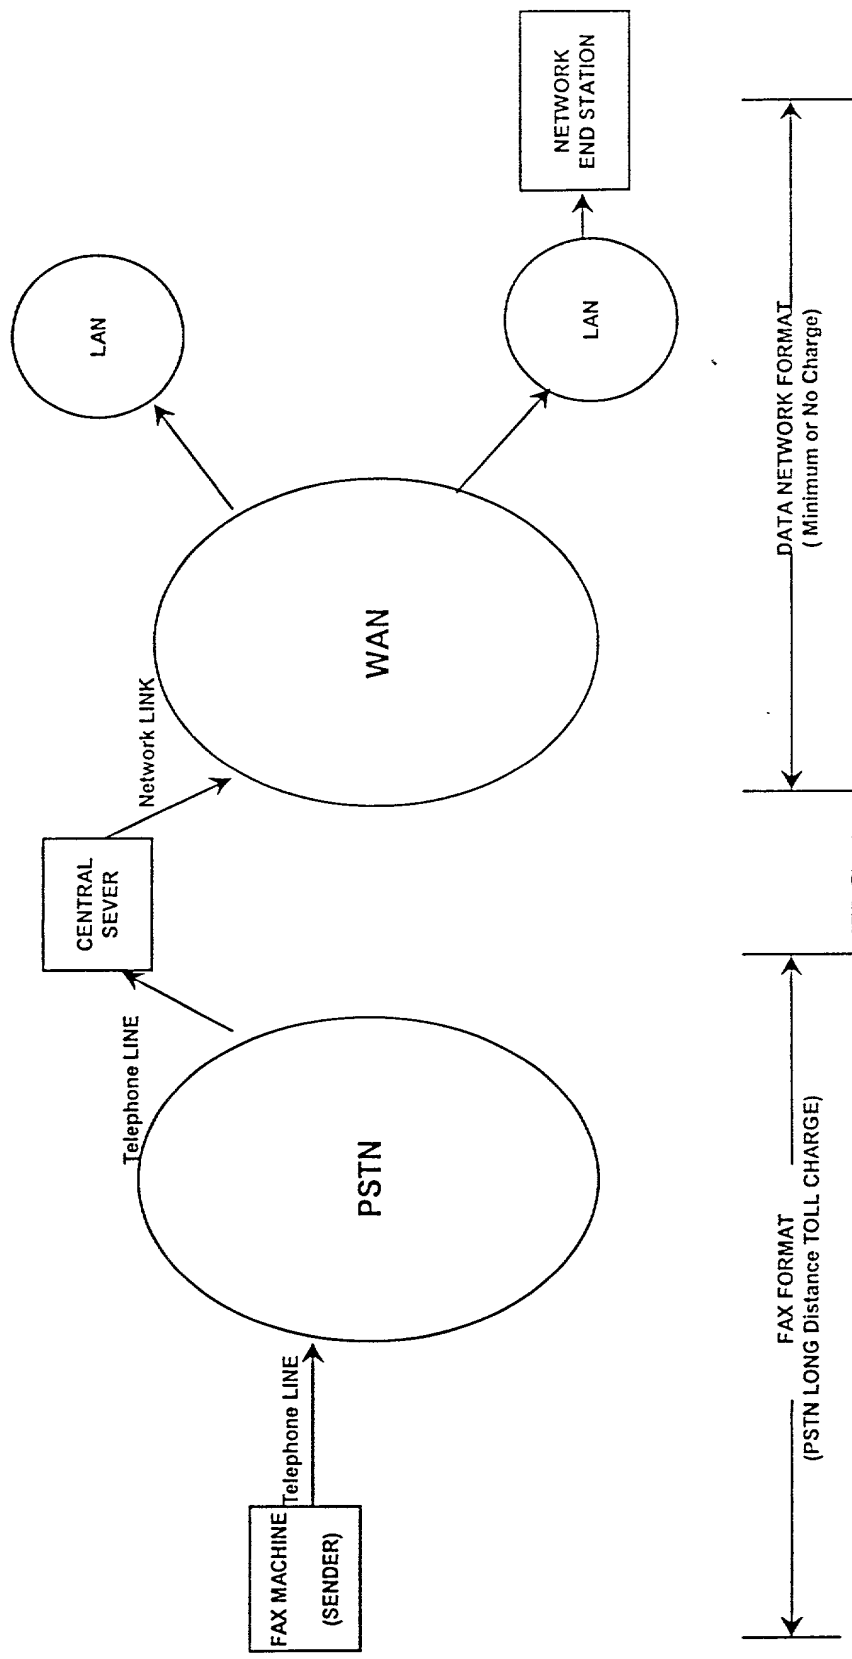 FAX MACHINE
(SENDER)
Telephone LINE
PSTN
Telephone LINE
CENTRAL
SEVER
Network LINK
WAN
LAN
LAN
NETWORK
END STATION
FAX FORMAT
(PSTN LONG Distance TOLL CHARGE)
DATA NETWORK FORMAT
( Minimum or No Charge)